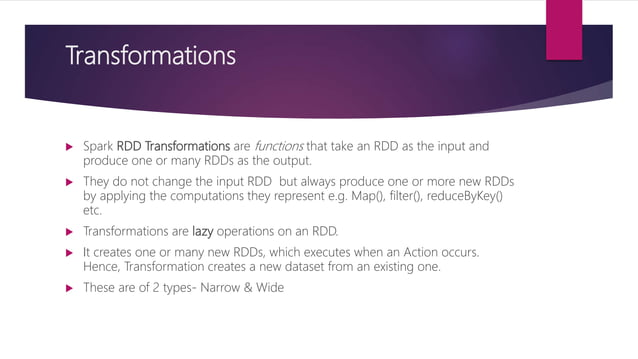 Transformations
Spark RDD Transformations are functions that take an RDD as the input and
produce one or many RDDs as the output.
They do not change the input RDD but always produce one or more new RDDs
by applying the computations they represent e.g. Map(), filter(), reduceByKey()
etc.
Transformations are lazy operations on an RDD.
It creates one or many new RDDs, which executes when an Action occurs.
Hence, Transformation creates a new dataset from an existing one.
These are of 2 types- Narrow & Wide